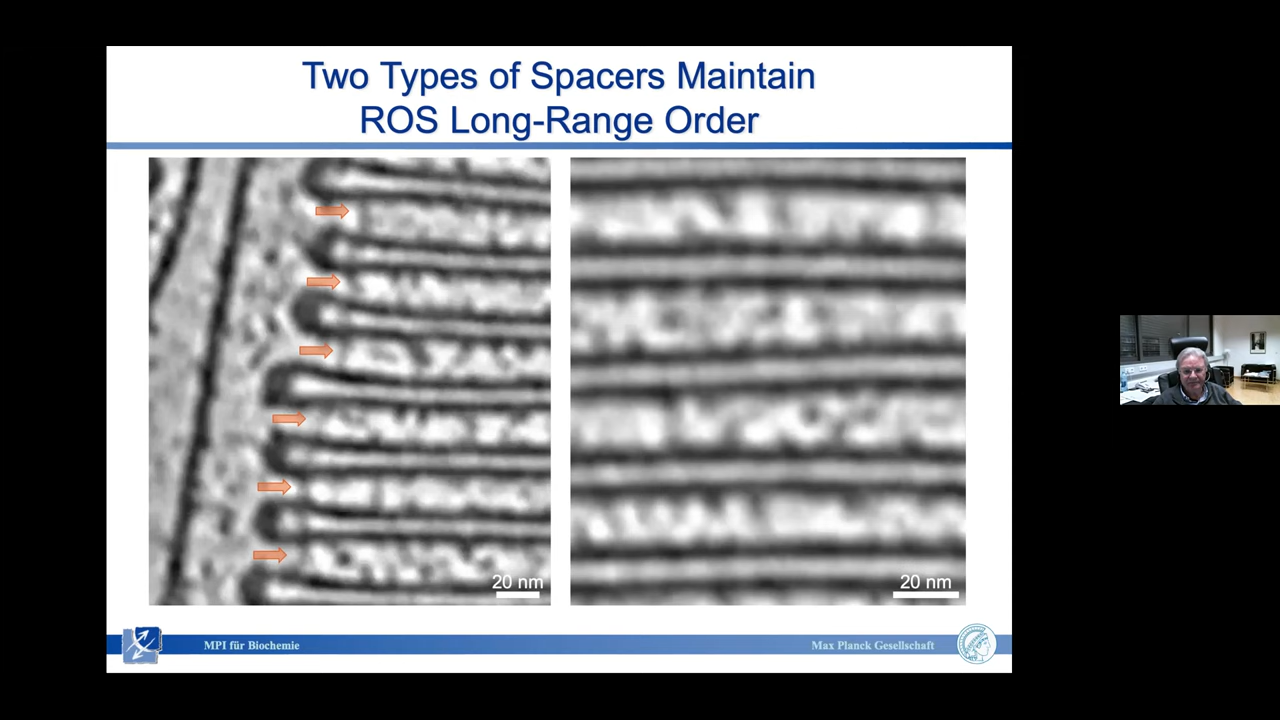 Two Types of Spacers Maintain
ROS Long-Range Order
20 nm
20 nm
MPI für Biochemie
Max Planck Gesellschaft